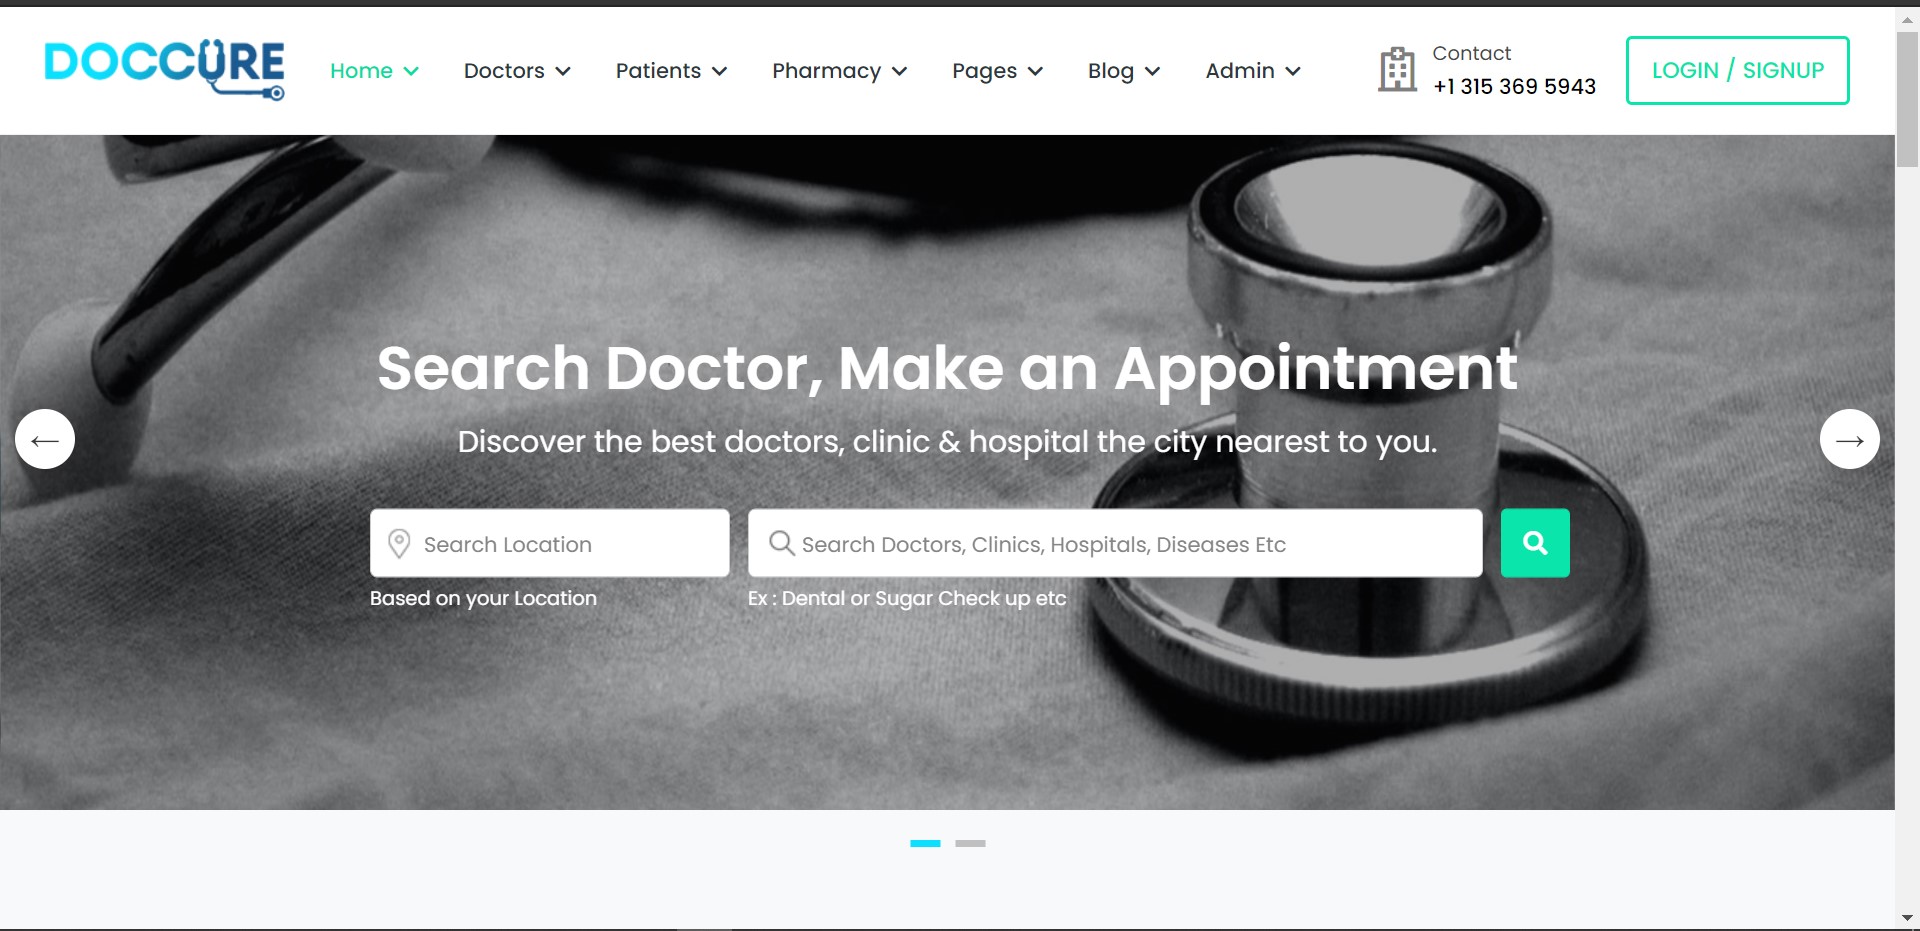 DOCCURE
Home Doctors Patients Pharmacy Pages Blog Admin
Contact
+1 315 369 5943
LOGIN / SIGNUP
Search Doctor, Make an Appointment
Discover the best doctors, clinic & hospital the city nearest to you.
Search Location
Search Doctors, Clinics, Hospitals, Diseases Etc
Based on your Location
Ex : Dental or Sugar Check up etc